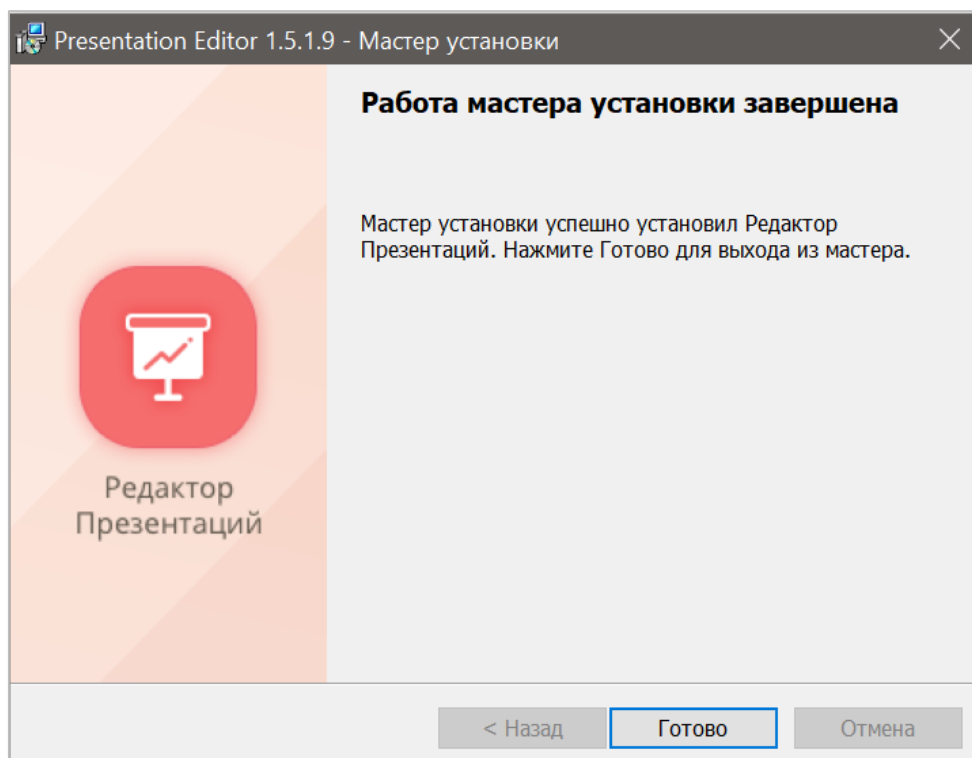 Presentation Editor 1.5.1.9 - Мастер установки
Работа мастера установки завершена
Мастер установки успешно установил Редактор
Презентаций. Нажмите Готово для выхода из мастера.
Редактор
Презентаций
< Назад
Готово
Отмена